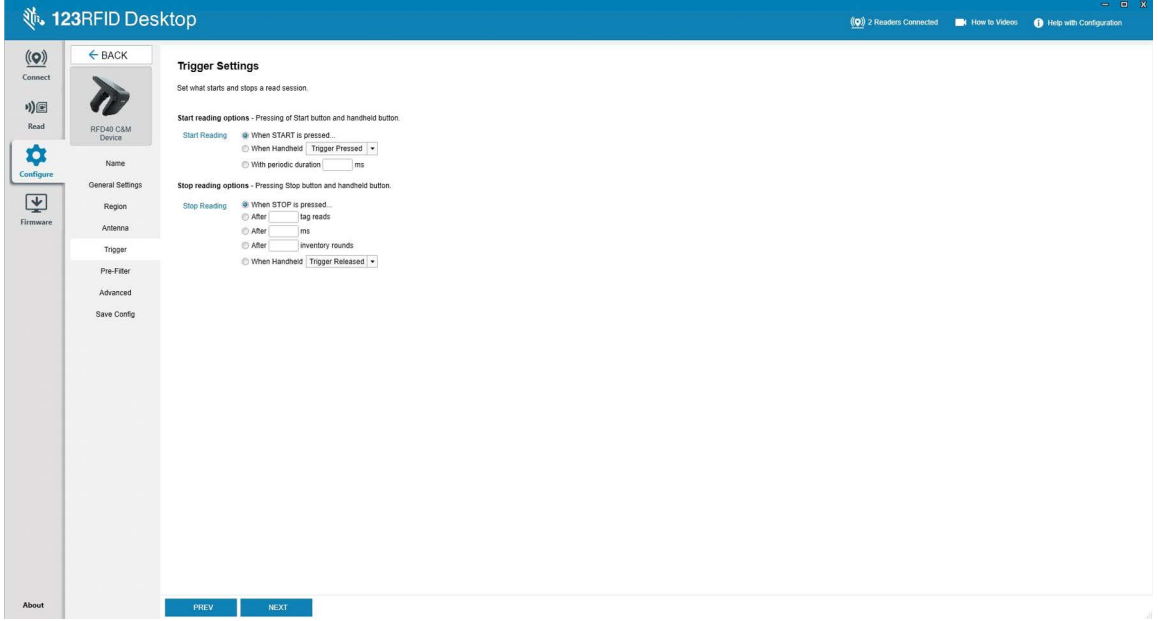 123RFID Desktop
2 Readers Connected
How to Videos
Help with Configuration
Connect
Read
Configure
Firmware
About
BACK
RFD40 C&M
Device
Name
General Settings
Region
Antenna
Trigger
Pre-Filter
Advanced
Save Config
Trigger Settings
Set what starts and stops a read session.
Start reading options - Pressing of Start button and handheld button.
Start Reading When START is pressed...
When Handheld Trigger Pressed
With periodic duration ms
Stop reading options - Pressing Stop button and handheld button.
Stop Reading When STOP is pressed...
After tag reads
After ms
After inventory rounds
When Handheld Trigger Released
PREV NEXT